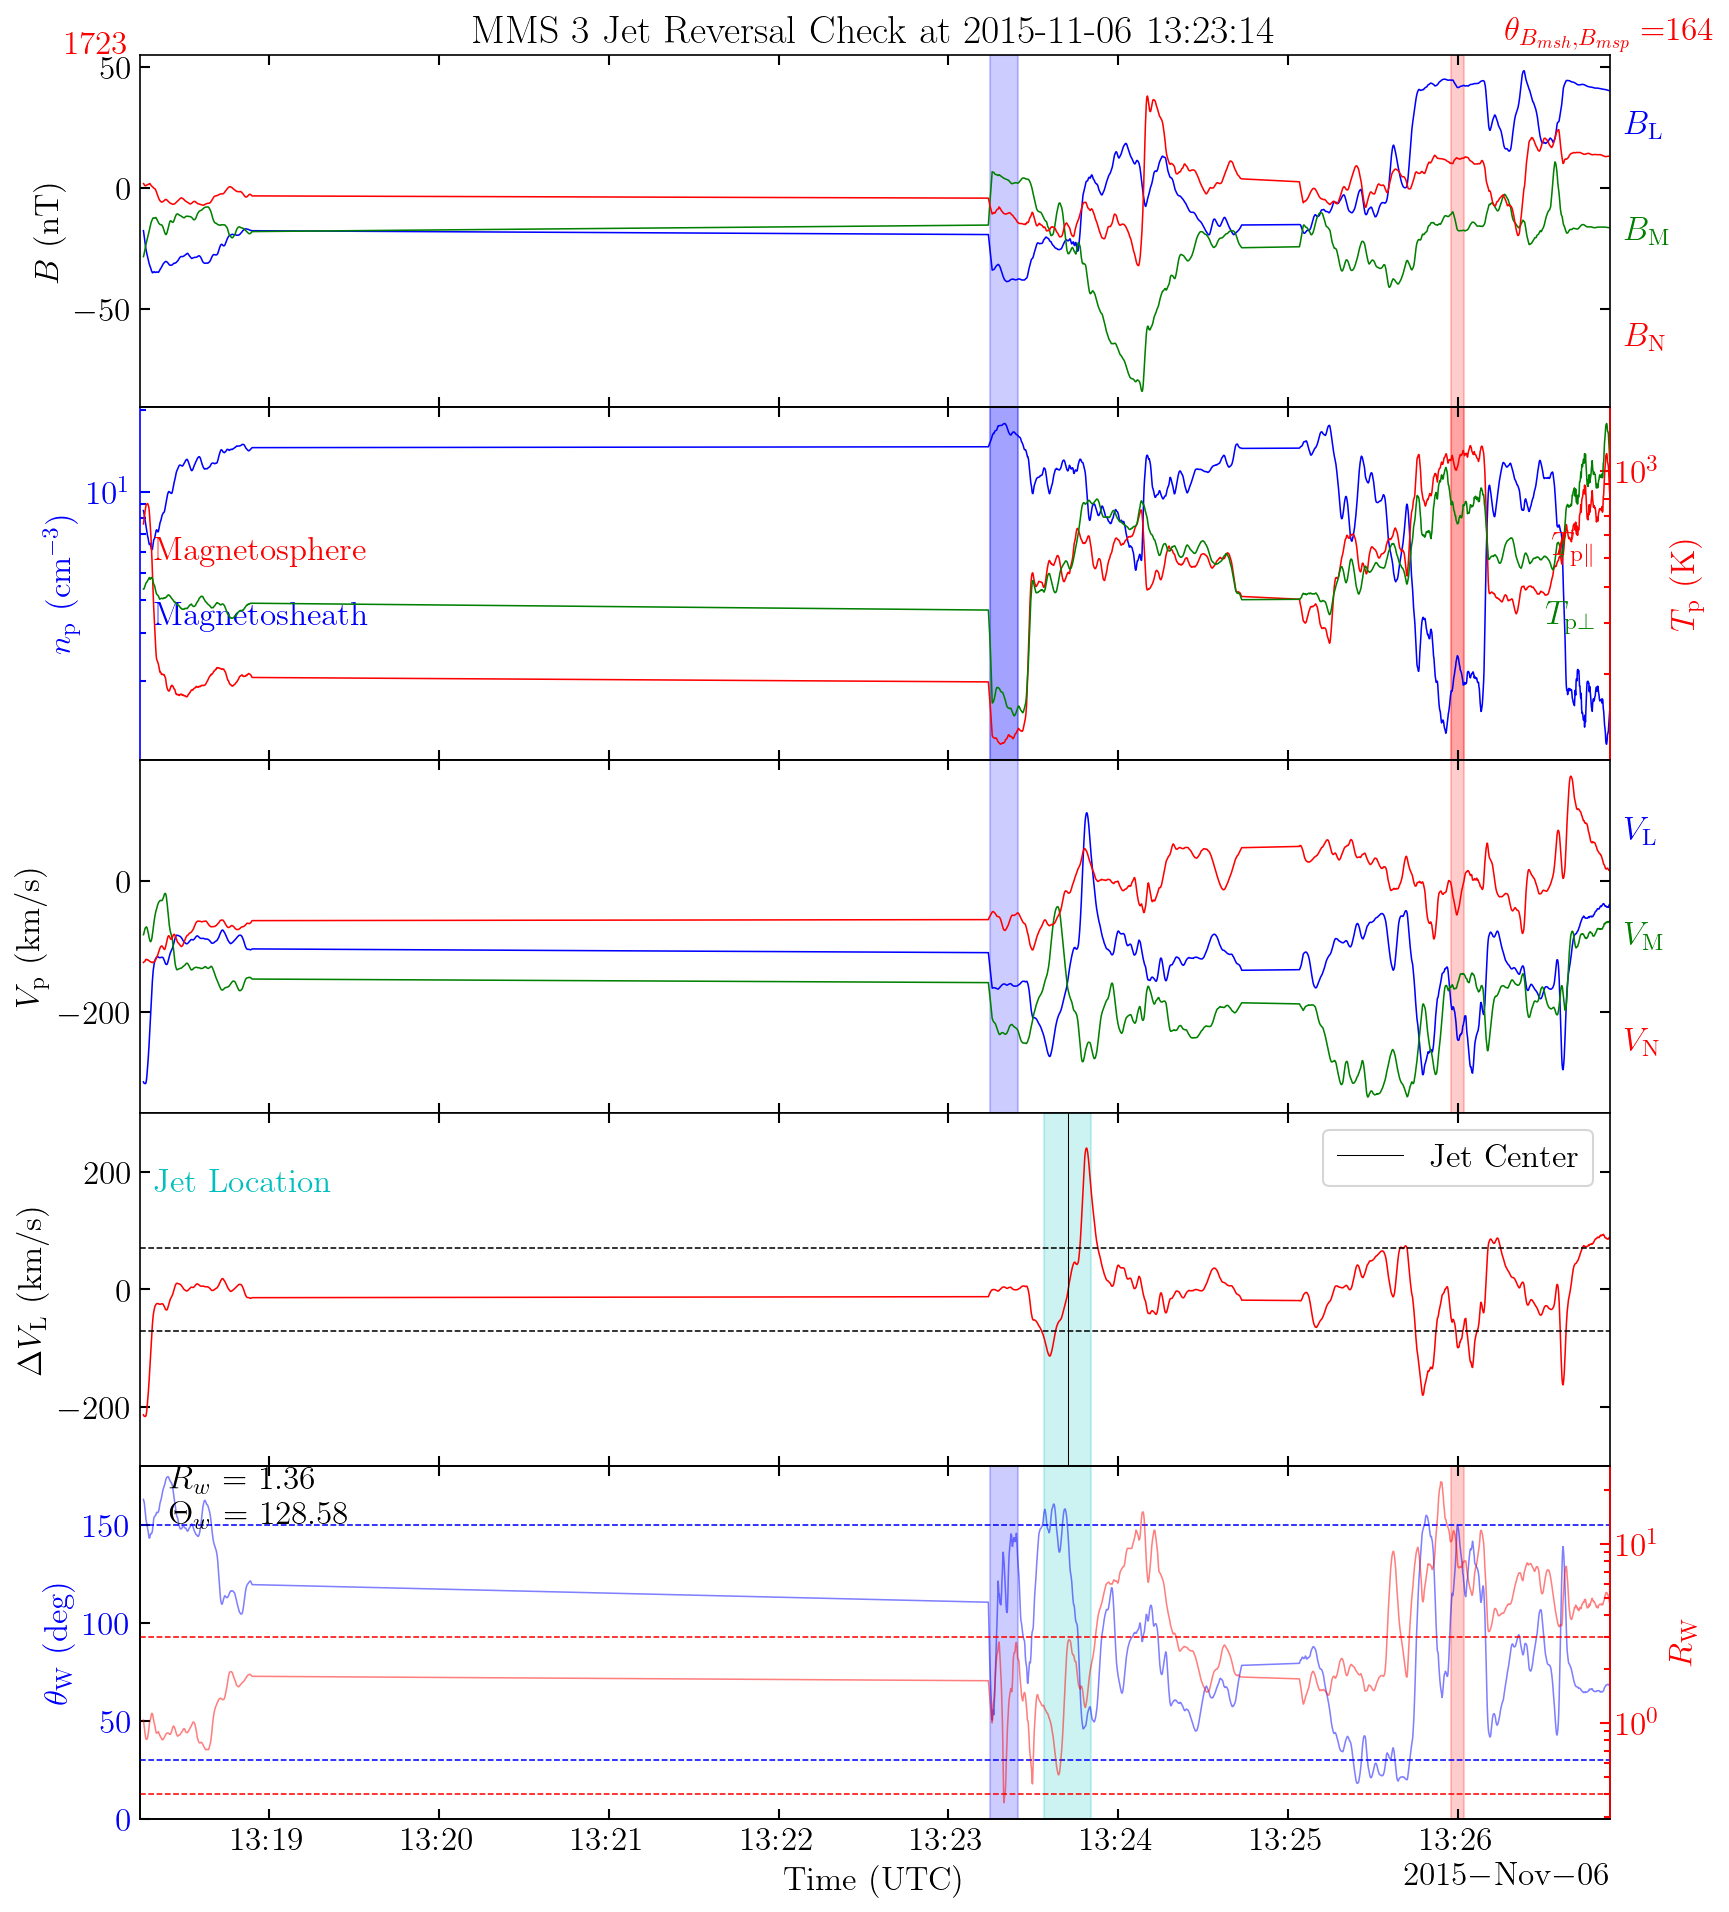 MMS 3 Jet Reversal Check at 2015-11-06 13:23:14
1723
θ_{B_{msh},B_{msp}} =164
50
0
−50
B (nT)
B_L
B_M
B_N
10^1
n_p (cm^{−3})
Magnetosphere
Magnetosheath
10^3
T_{p∥}
T_{p⊥}
T_p (K)
0
−200
V_p (km/s)
V_L
V_M
V_N
200
0
−200
ΔV_L (km/s)
Jet Location
Jet Center
R_w = 1.36
Θ_w = 128.58
150
100
50
0
θ_W (deg)
10^1
10^0
R_W
13:19 13:20 13:21 13:22 13:23 13:24 13:25 13:26
Time (UTC)
2015−Nov−06